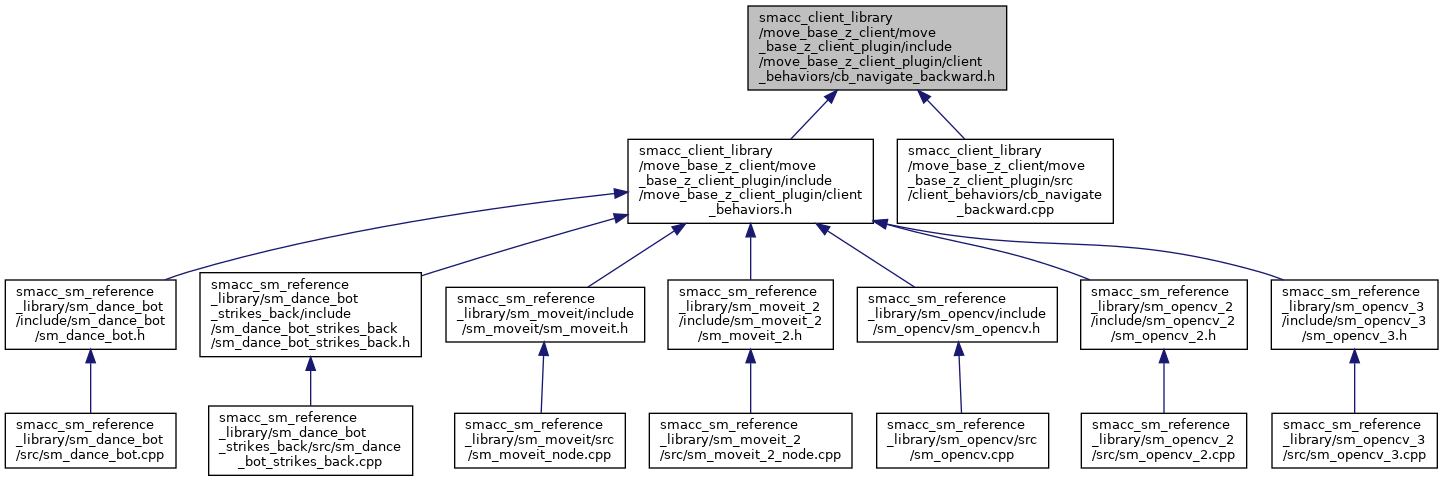 smacc_client_library
/move_base_z_client/move
_base_z_client_plugin/include
/move_base_z_client_plugin/client
_behaviors/cb_navigate_backward.h
smacc_client_library
/move_base_z_client/move
_base_z_client_plugin/include
/move_base_z_client_plugin/client
_behaviors.h
smacc_client_library
/move_base_z_client/move
_base_z_client_plugin/src
/client_behaviors/cb_navigate
_backward.cpp
smacc_sm_reference
_library/sm_dance_bot
/include/sm_dance_bot
/sm_dance_bot.h
smacc_sm_reference
_library/sm_dance_bot
_strikes_back/include
/sm_dance_bot_strikes_back
/sm_dance_bot_strikes_back.h
smacc_sm_reference
_library/sm_moveit/include
/sm_moveit/sm_moveit.h
smacc_sm_reference
_library/sm_moveit_2
/include/sm_moveit_2
/sm_moveit_2.h
smacc_sm_reference
_library/sm_opencv/include
/sm_opencv/sm_opencv.h
smacc_sm_reference
_library/sm_opencv_2
/include/sm_opencv_2
/sm_opencv_2.h
smacc_sm_reference
_library/sm_opencv_3
/include/sm_opencv_3
/sm_opencv_3.h
smacc_sm_reference
_library/sm_dance_bot
/src/sm_dance_bot.cpp
smacc_sm_reference
_library/sm_dance_bot
_strikes_back/src/sm_dance
_bot_strikes_back.cpp
smacc_sm_reference
_library/sm_moveit/src
/sm_moveit_node.cpp
smacc_sm_reference
_library/sm_moveit_2
/src/sm_moveit_2_node.cpp
smacc_sm_reference
_library/sm_opencv/src
/sm_opencv.cpp
smacc_sm_reference
_library/sm_opencv_2
/src/sm_opencv_2.cpp
smacc_sm_reference
_library/sm_opencv_3
/src/sm_opencv_3.cpp